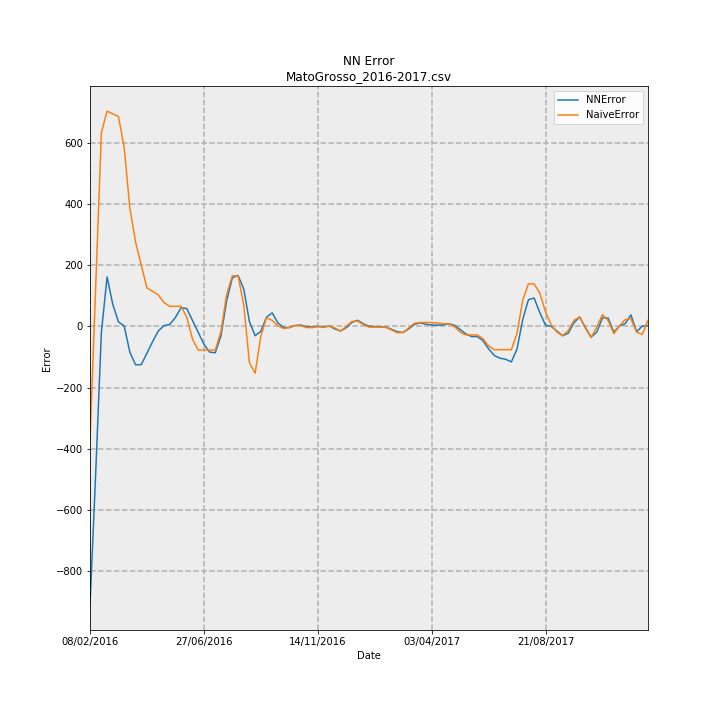 NN Error
MatoGrosso_2016-2017.csv
NNError
NaiveError
600
400
200
0
−200
−400
−600
−800
Error
08/02/2016
27/06/2016
14/11/2016
03/04/2017
21/08/2017
Date